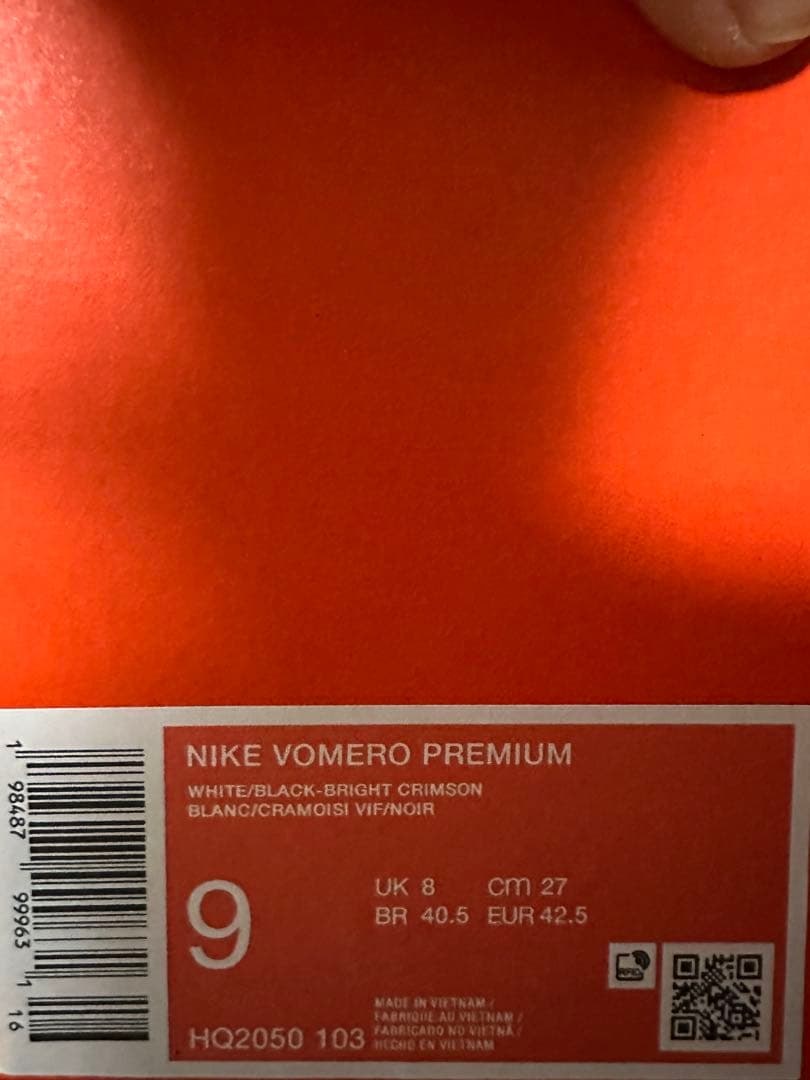 NIKE VOMERO PREMIUM
WHITE/BLACK-BRIGHT CRIMSON
BLANC/CRAMOISI VIF/NOIR
9
UK 8 cm 27
BR 40.5 EUR 42.5
RFID
HQ2050 103
MADE IN VIETNAM /
FABRIQUE AU VIETNAM /
FABRICADO NO VIETNÃ /
HECHO EN VIETNAM
1 98487 99963 1 16